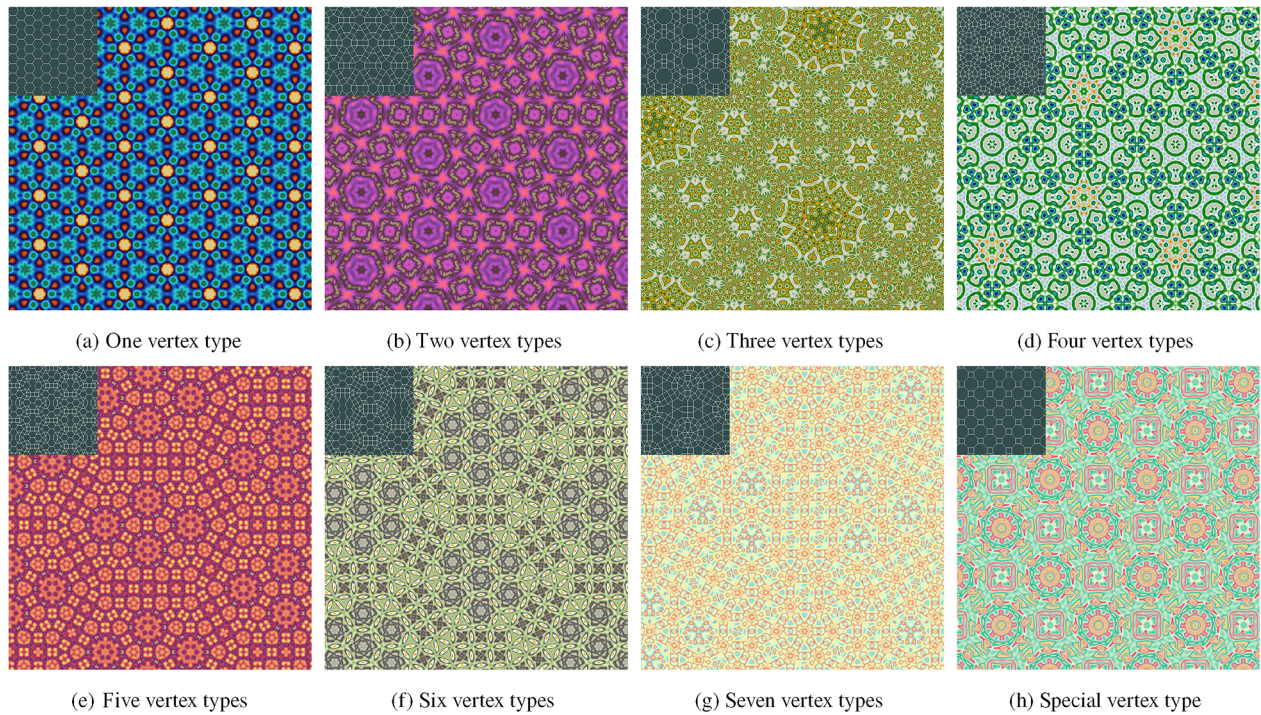 (a) One vertex type
(b) Two vertex types
(c) Three vertex types
(d) Four vertex types
(e) Five vertex types
(f) Six vertex types
(g) Seven vertex types
(h) Special vertex type